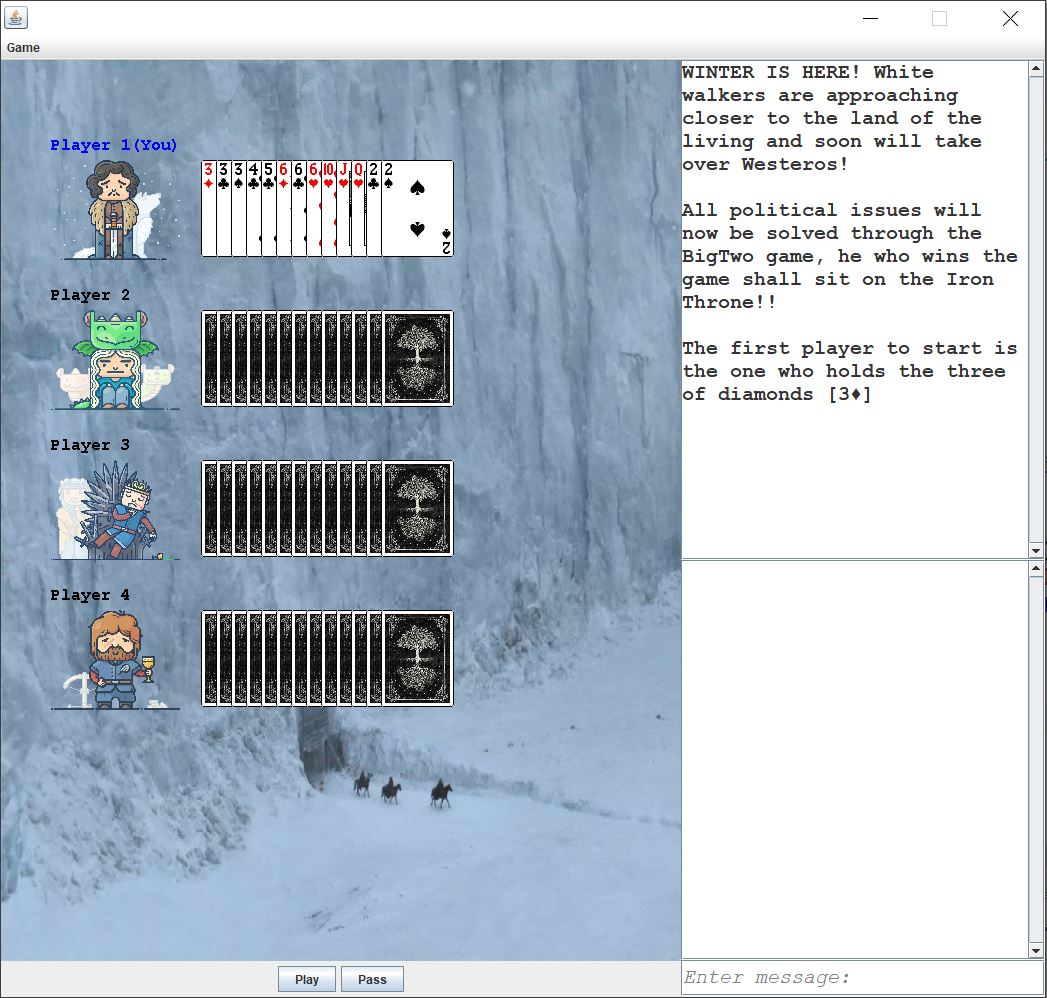 Game
Player 1(You)
3♦ 3♣ 3♠ 4♣ 5♣ 6♦ 6♣ 6♥ 10♥ J♥ Q♥ 2♣ 2♠
2
Player 2
Player 3
Player 4
Play Pass
WINTER IS HERE! White
walkers are approaching
closer to the land of the
living and soon will take
over Westeros!
All political issues will
now be solved through the
BigTwo game, he who wins the
game shall sit on the Iron
Throne!!
The first player to start is
the one who holds the three
of diamonds [3♦]
Enter message: